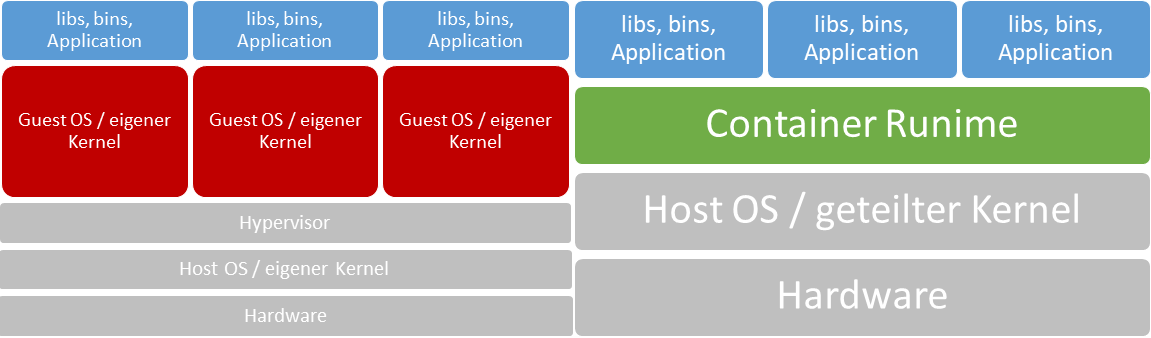 libs, bins,
Application
libs, bins,
Application
libs, bins,
Application
Guest OS / eigener
Kernel
Guest OS / eigener
Kernel
Guest OS / eigener
Kernel
Hypervisor
Host OS / eigener Kernel
Hardware
libs, bins,
Application
libs, bins,
Application
libs, bins,
Application
Container Runime
Host OS / geteilter Kernel
Hardware